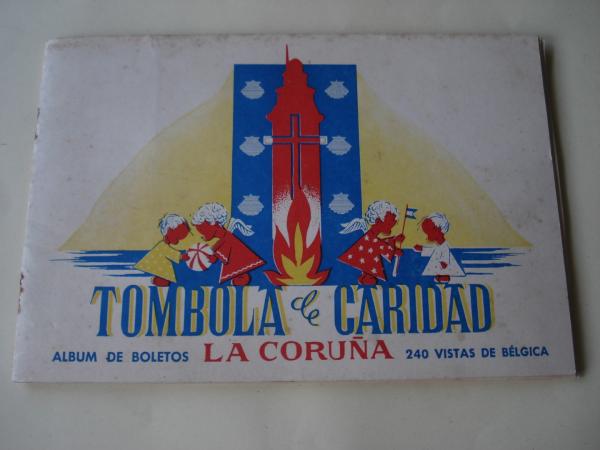 TOMBOLA de CARIDAD
ALBUM DE BOLETOS LA CORUÑA 240 VISTAS DE BÉLGICA